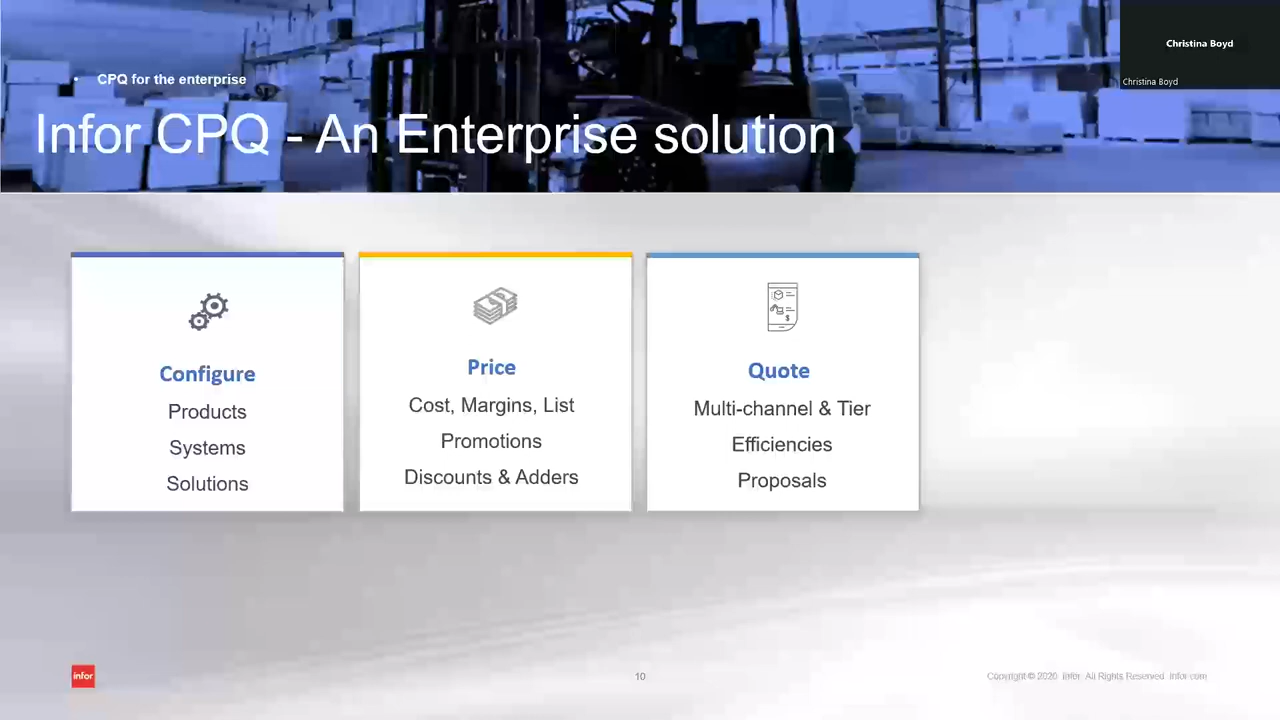 Christina Boyd
Christina Boyd
• CPQ for the enterprise
Infor CPQ - An Enterprise solution
Configure
Products
Systems
Solutions
Price
Cost, Margins, List
Promotions
Discounts & Adders
$
Quote
Multi-channel & Tier
Efficiencies
Proposals
infor
10
Copyright © 2020. Infor. All Rights Reserved. infor.com